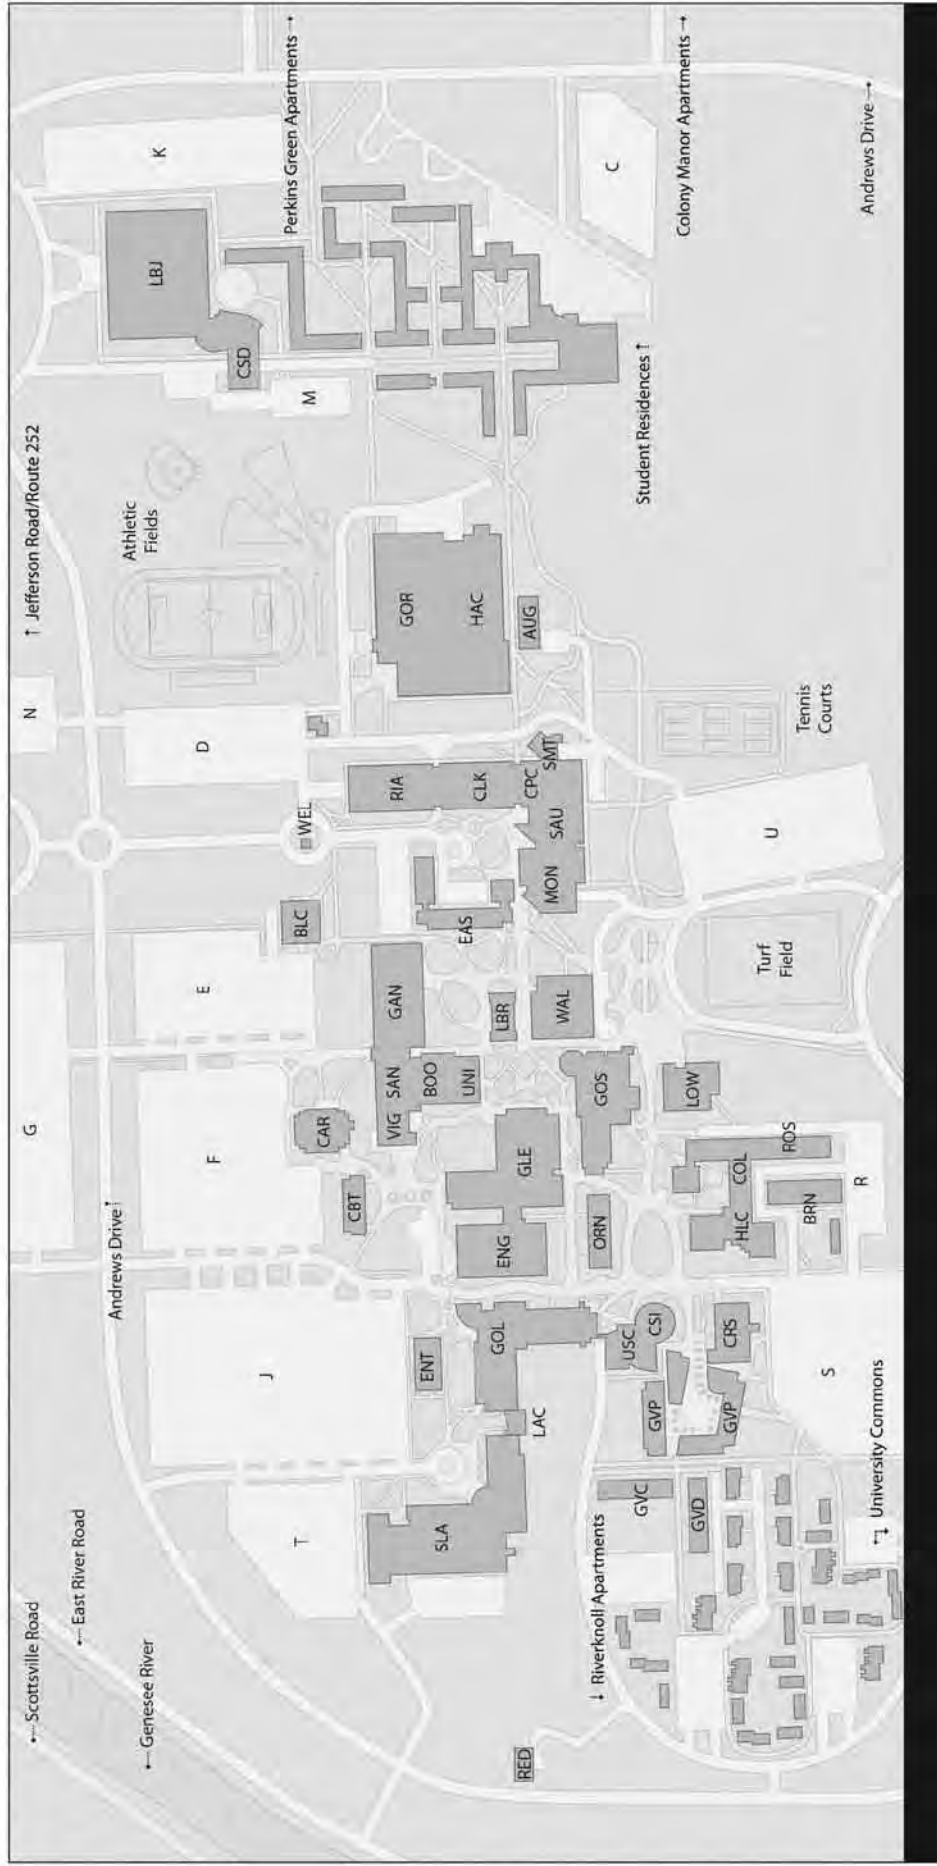 ← Scottsville Road
← East River Road
← Genesee River
Andrews Drive ↑
↑ Jefferson Road/Route 252
G
N
T
J
F
E
D
K
Athletic
Fields
LBJ
CSD
M
Perkins Green Apartments →
CBT
CAR
BLC
WEL
SLA
ENT
VIG
SAN
GAN
BOO
UNI
EAS
RIA
CLK
CPC
SMT
GOR
HAC
AUG
LAC
GOL
ENG
GLE
LBR
WAL
MON
SAU
RED
ORN
GOS
Student Residences ↑
C
Colony Manor Apartments →
↓ Riverknoll Apartments
GVC
GVD
GVP
GVP
USC
CSI
CRS
HLC
COL
ROS
BRN
R
LOW
Turf
Field
U
Tennis
Courts
S
University Commons
Andrews Drive →